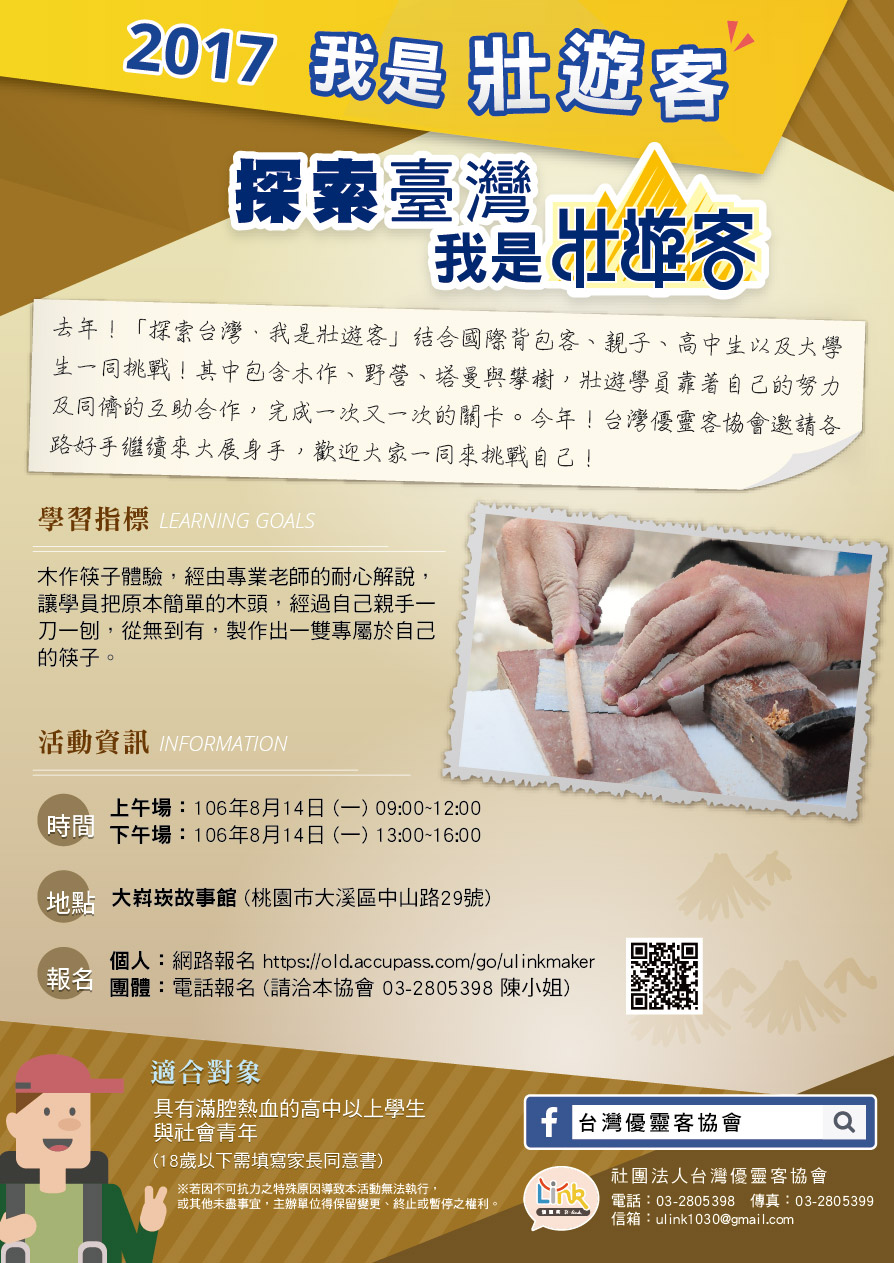 2017 我是 壯遊客
探索臺灣
我是壯遊客
去年！「探索台灣．我是壯遊客」結合國際背包客、親子、高中生以及大學
生一同挑戰！其中包含木作、野營、塔曼與攀樹，壯遊學員靠著自己的努力
及同儕的互助合作，完成一次又一次的關卡。今年！台灣優靈客協會邀請各
路好手繼續來大展身手，歡迎大家一同來挑戰自己！
學習指標 LEARNING GOALS
木作筷子體驗，經由專業老師的耐心解說，
讓學員把原本簡單的木頭，經過自己親手一
刀一刨，從無到有，製作出一雙專屬於自己
的筷子。
活動資訊 INFORMATION
時間
上午場：106年8月14日 (一) 09:00~12:00
下午場：106年8月14日 (一) 13:00~16:00
地點
大嵙崁故事館 (桃園市大溪區中山路29號)
報名
個人：網路報名 https://old.accupass.com/go/ulinkmaker
團體：電話報名 (請洽本協會 03-2805398 陳小姐)
適合對象
具有滿腔熱血的高中以上學生
與社會青年
(18歲以下需填寫家長同意書)
※若因不可抗力之特殊原因導致本活動無法執行，
或其他未盡事宜，主辦單位得保留變更、終止或暫停之權利。
f 台灣優靈客協會
Link
社團法人台灣優靈客協會
電話：03-2805398 傳真：03-2805399
信箱：ulink1030@gmail.com